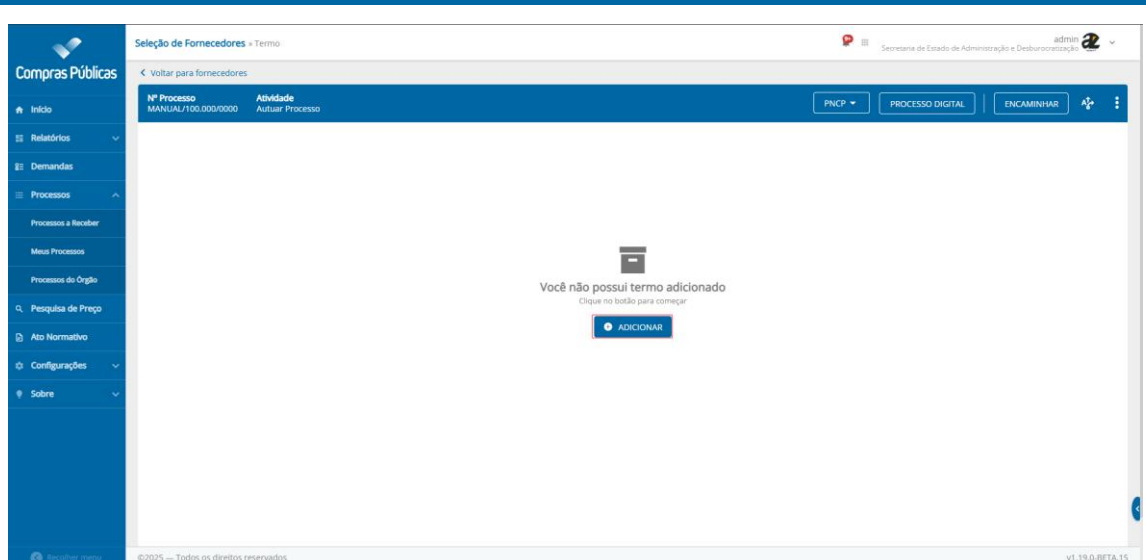 Compras Públicas
Início
Relatórios
Demandas
Processos
Processos a Receber
Meus Processos
Processos do Órgão
Pesquisa de Preço
Ato Normativo
Configurações
Sobre
Recolher menu
Seleção de Fornecedores » Termo
admin
Secretaria de Estado de Administração e Desburocratização
Voltar para fornecedores
Nº Processo
MANUAL/100.000/0000
Atividade
Autuar Processo
PNCP
PROCESSO DIGITAL
ENCAMINHAR
Você não possui termo adicionado
Clique no botão para começar
ADICIONAR
©2025 — Todos os direitos reservados.
v1.19.0-BETA.15